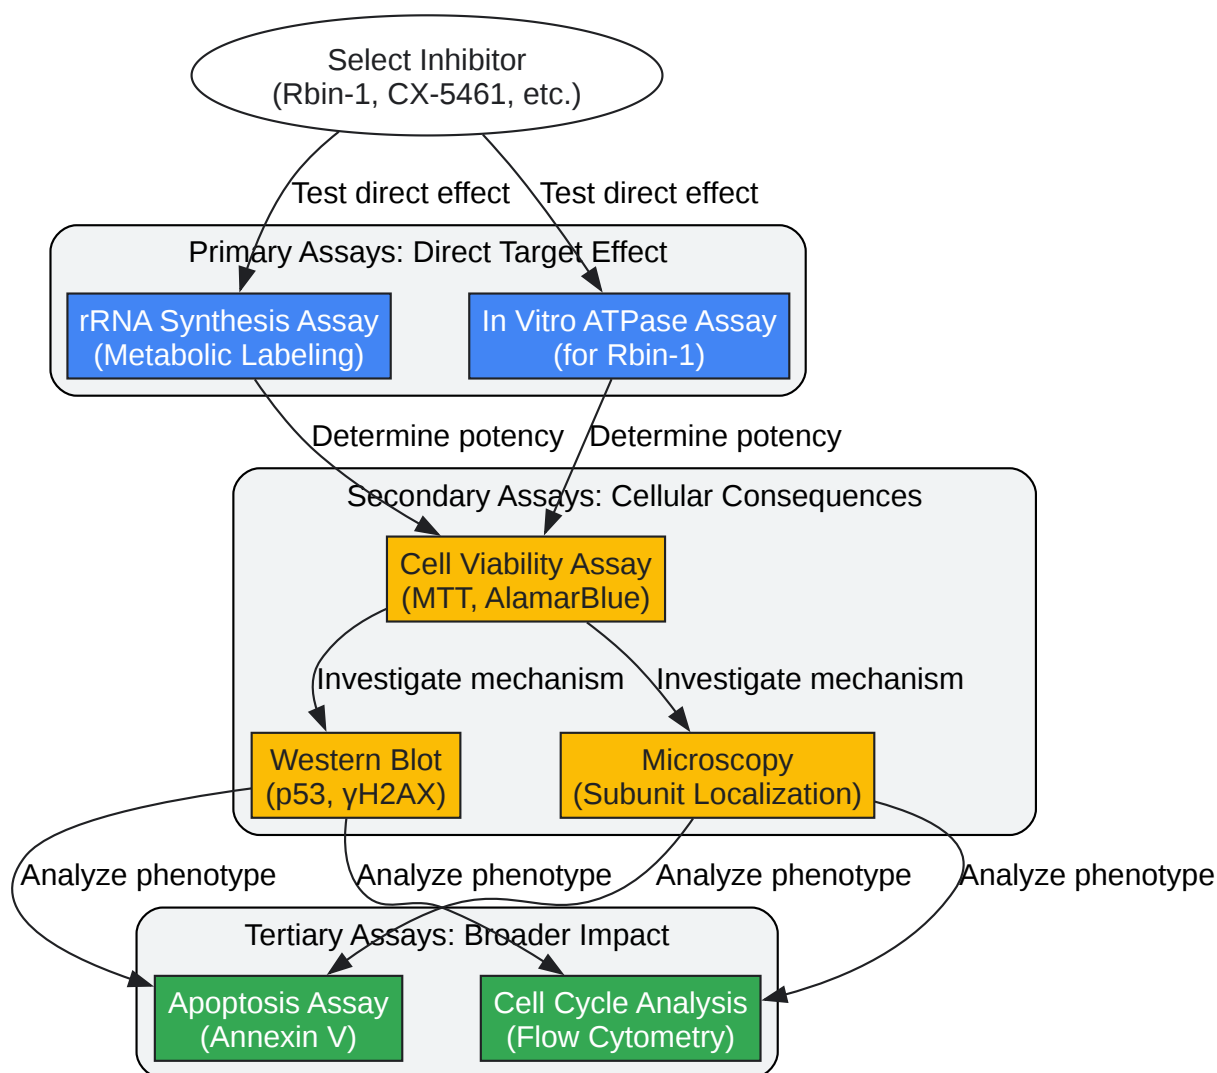 Select Inhibitor
(Rbin-1, CX-5461, etc.)
Test direct effect
Test direct effect
Primary Assays: Direct Target Effect
rRNA Synthesis Assay
(Metabolic Labeling)
In Vitro ATPase Assay
(for Rbin-1)
Determine potency
Determine potency
Secondary Assays: Cellular Consequences
Cell Viability Assay
(MTT, AlamarBlue)
Investigate mechanism
Investigate mechanism
Western Blot
(p53, γH2AX)
Microscopy
(Subunit Localization)
Analyze phenotype
Analyze phenotype
Analyze phenotype
Analyze phenotype
Tertiary Assays: Broader Impact
Apoptosis Assay
(Annexin V)
Cell Cycle Analysis
(Flow Cytometry)